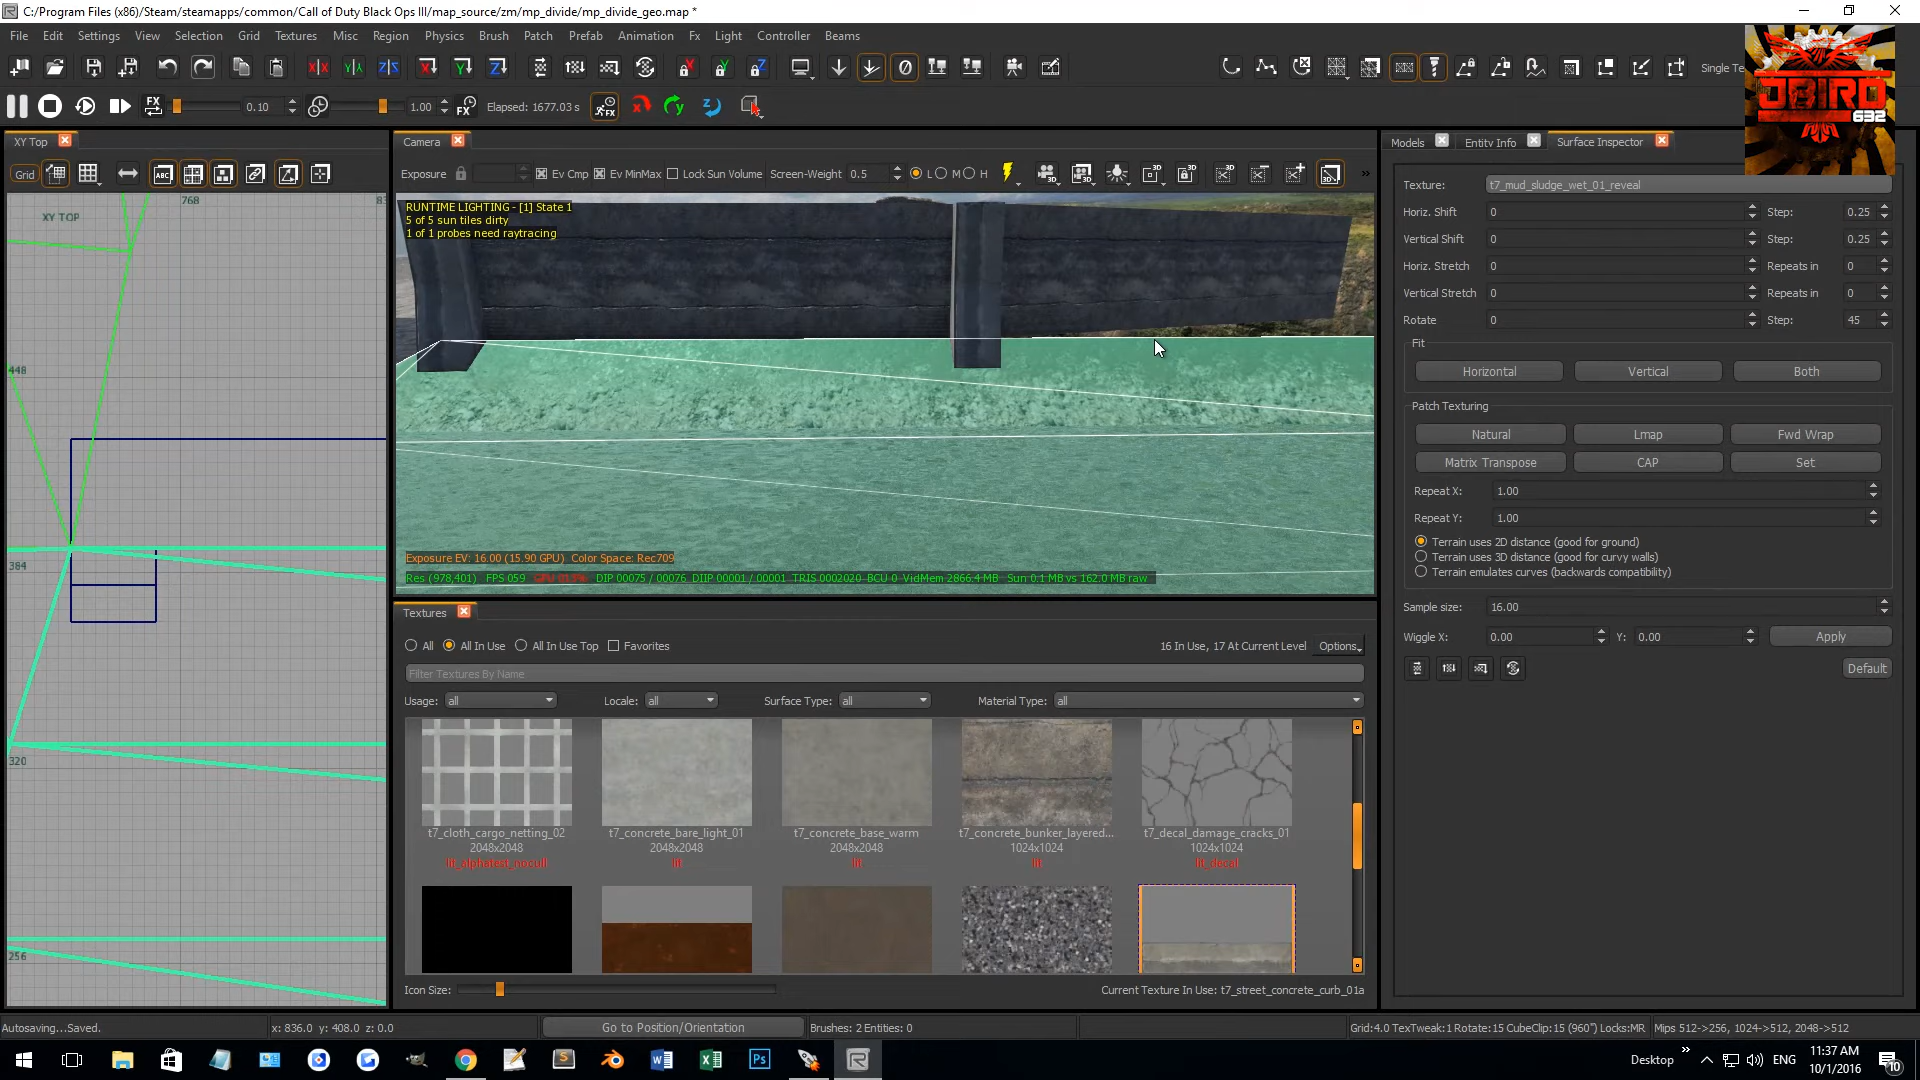 C:/Program Files (x86)/Steam/steamapps/common/Call of Duty Black Ops III/map_source/zm/mp_divide/mp_divide_geo.map *
File Edit Settings View Selection Grid Textures Misc Region Physics Brush Patch Prefab Animation Fx Light Controller Beams
Single Te
FX 0.10 1.00 FX Elapsed: 1677.03 s FX
JBIRD
632
XY Top
Camera
Models Entity Info Surface Inspector
Grid ABC
Exposure Ev Cmp Ev MinMax Lock Sun Volume Screen-Weight 0.5 L M H
XY TOP
768
448
384
320
256
RUNTIME LIGHTING - [1] State 1
5 of 5 sun tiles dirty
1 of 1 probes need raytracing
Exposure EV: 16.00 (15.90 GPU) Color Space: Rec709
Res (978,401) FPS 059 DIP 00075 / 00076 DIIP 00001 / 00001 TRIS 0002020 BCU 0 VidMem 2866.4 MB Sun 0.1 MB vs 162.0 MB raw
Texture: t7_mud_sludge_wet_01_reveal
Horiz. Shift 0 Step: 0.25
Vertical Shift 0 Step: 0.25
Horiz. Stretch 0 Repeats in 0
Vertical Stretch 0 Repeats in 0
Rotate 0 Step: 45
Fit
Horizontal Vertical Both
Patch Texturing
Natural Lmap Fwd Wrap
Matrix Transpose CAP Set
Repeat X: 1.00
Repeat Y: 1.00
Terrain uses 2D distance (good for ground)
Terrain uses 3D distance (good for curvy walls)
Terrain emulates curves (backwards compatibility)
Sample size: 16.00
Wiggle X: 0.00 Y: 0.00 Apply
Default
Textures
All All In Use All In Use Top Favorites 16 In Use, 17 At Current Level Options
Filter Textures By Name
Usage: all Locale: all Surface Type: all Material Type: all
t7_cloth_cargo_netting_02 t7_concrete_bare_light_01 t7_concrete_base_warm t7_concrete_bunker_layered... t7_decal_damage_cracks_01
2048x2048 2048x2048 2048x2048 1024x1024 1024x1024
lit_alphatest_nocull lit lit lit lit_decal
Icon Size: Current Texture In Use: t7_street_concrete_curb_01a
Autosaving...Saved. x: 836.0 y: 408.0 z: 0.0 Go to Position/Orientation Brushes: 2 Entities: 0 Grid:4.0 TexTweak:1 Rotate:15 CubeClip:15 (960") Locks:MR Mips 512->256, 1024->512, 2048->512
Desktop ENG
11:37 AM
10/1/2016
10